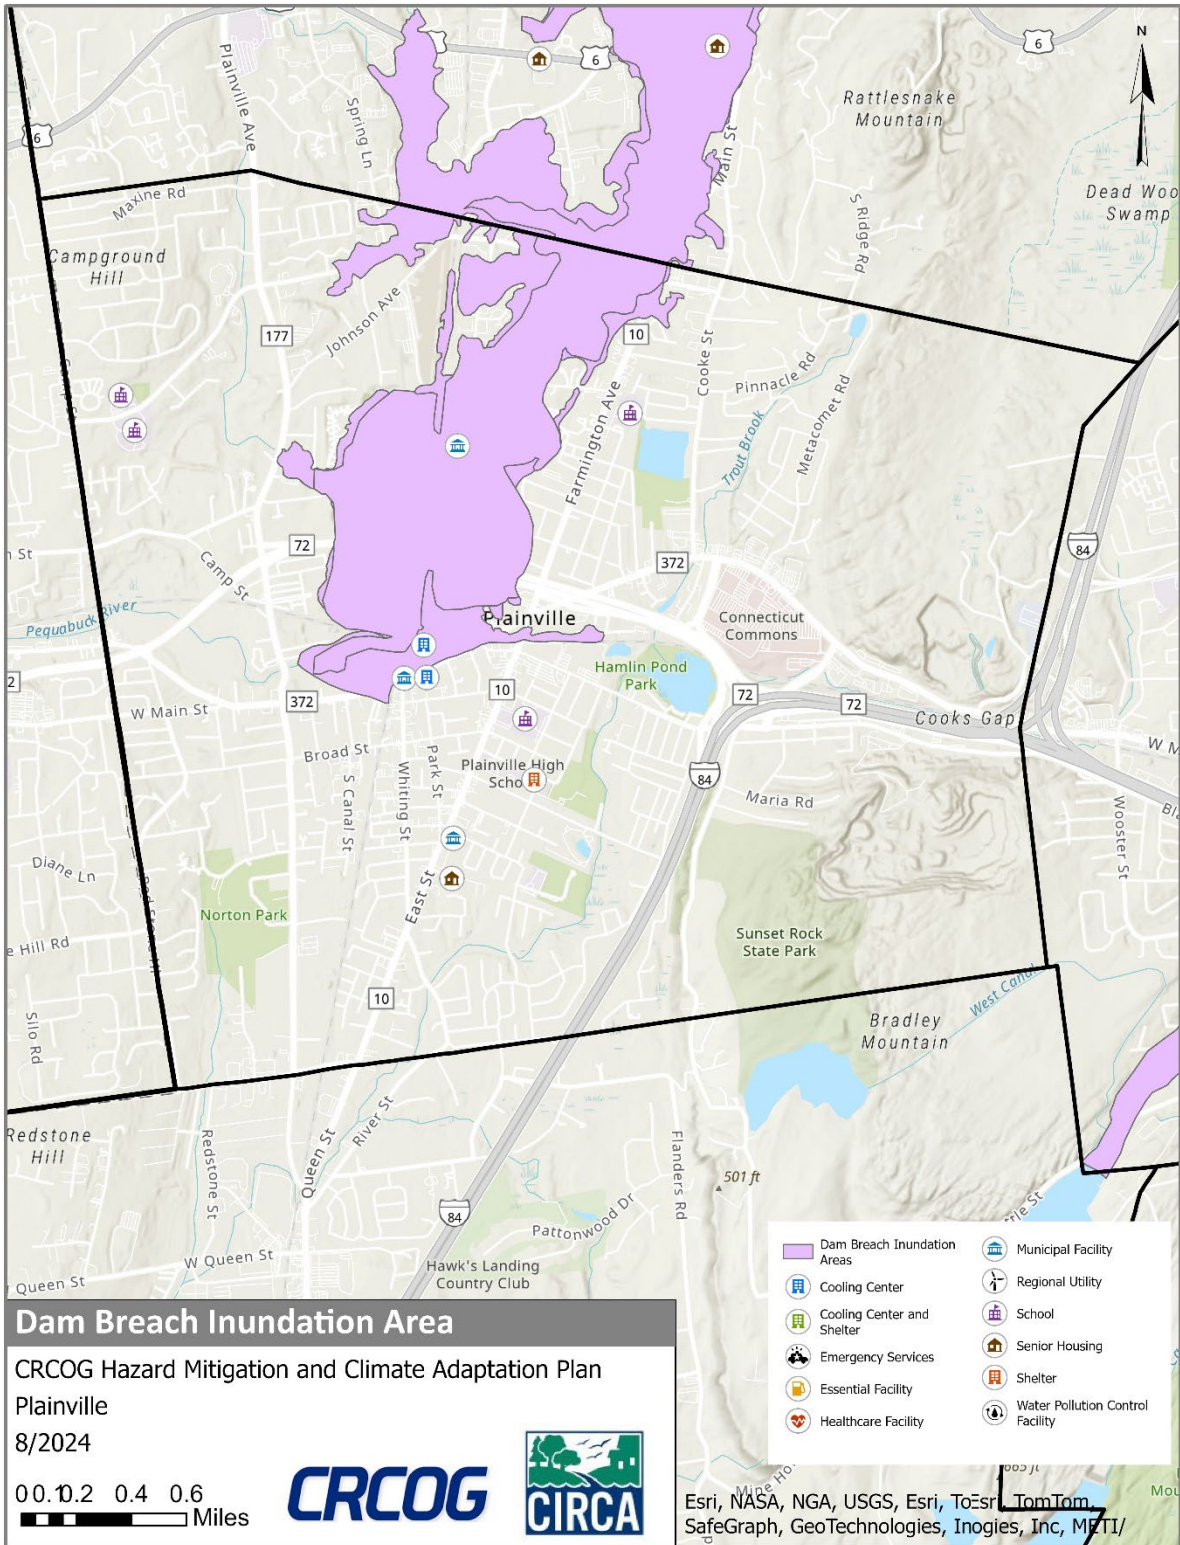 6
6
6
N
Plainville Ave
Spring Ln
Main St
Rattlesnake
Mountain
Dead Woo
Swamp
S Ridge Rd
Maxine Rd
Campground
Hill
Johnson Ave
177
10
Cooke St
Pinnacle Rd
Metacomet Rd
Trout Brook
Farmington Ave
72
372
84
n St
Camp St
Pequabuck River
Plainville
Connecticut
Commons
Hamlin Pond
Park
2
372
W Main St
10
72
72
Cooks Gap
W M
Broad St
S Canal St
Whiting St
Park St
Plainville High
Schoo
84
Maria Rd
Wooster St
Bla
Diane Ln
Norton Park
East St
e Hill Rd
Sunset Rock
State Park
10
Silo Rd
West Canal
Bradley
Mountain
Redstone
Hill
Redstone St
Queen St
River St
Flanders Rd
501 ft
84
Pattonwood Dr
W Queen St
Queen St
Hawk's Landing
Country Club
Dam Breach Inundation
Areas
Cooling Center
Cooling Center and
Shelter
Emergency Services
Essential Facility
Healthcare Facility
Municipal Facility
Regional Utility
School
Senior Housing
Shelter
Water Pollution Control
Facility
665 ft
Dam Breach Inundation Area
CRCOG Hazard Mitigation and Climate Adaptation Plan
Plainville
8/2024
0 0.1 0.2 0.4 0.6
Miles
CRCOG
CIRCA
Esri, NASA, NGA, USGS, Esri, ToEsri, TomTom,
SafeGraph, GeoTechnologies, Inogies, Inc, METI/